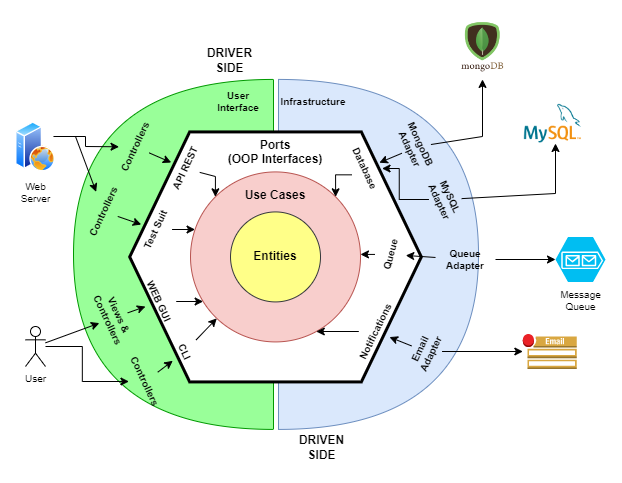 DRIVER
SIDE
mongoDB
User
Interface
Infrastructure
MySQL™
Controllers
API REST
Ports
(OOP Interfaces)
Database
MongoDB
Adapter
MySQL
Adapter
Web
Server
Controllers
Test Suit
Use Cases
Entities
Queue
Queue
Adapter
Message
Queue
Views &
Controllers
WEB GUI
Notifications
Email
Adapter
Email
User
Controllers
CLI
DRIVEN
SIDE